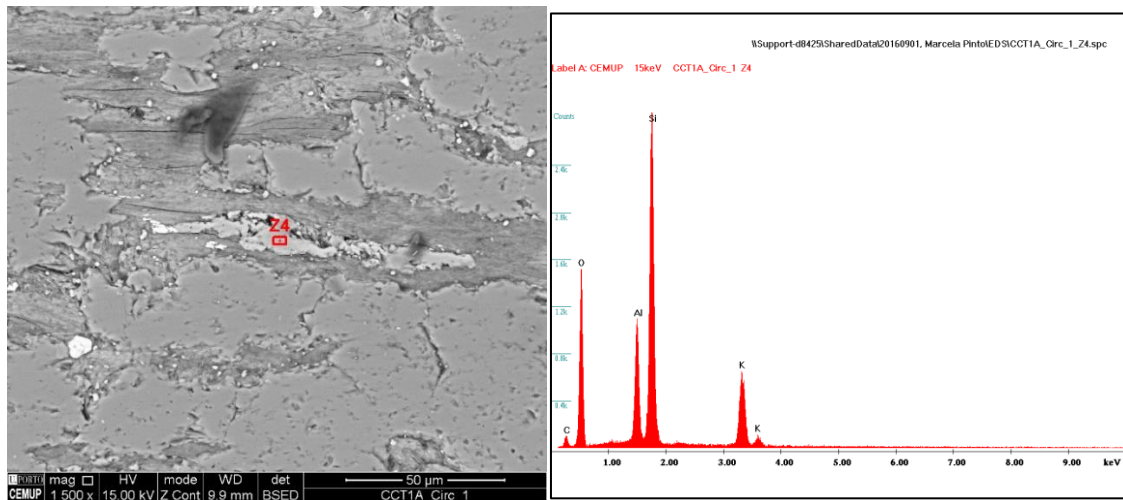 Z4
U.PORTO
CEMUP
mag □ HV mode WD det
1 500 x 15.00 kV Z Cont 9.9 mm BSED
50 µm
CCT1A_Circ_1
\\Support-d8425\SharedData\20160901, Marcela Pinto\EDS\CCT1A_Circ_1_Z4.spc
Label A: CEMUP 15keV CCT1A_Circ_1 Z4
Counts
Si
2.4k
2.8k
O
1.6k
1.2k
Al
0.8k
K
0.4k
C
K
1.00 2.00 3.00 4.00 5.00 6.00 7.00 8.00 9.00 keV